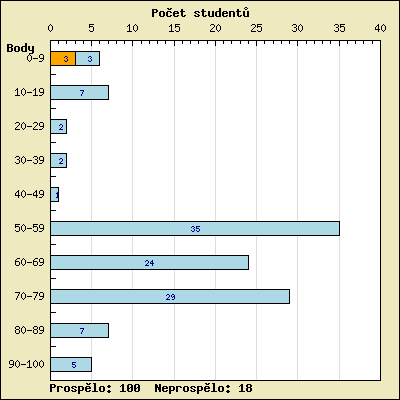 Počet studentů
0 5 10 15 20 25 30 35 40
Body
0-9 3 3
10-19 7
20-29 2
30-39 2
40-49 1
50-59 35
60-69 24
70-79 29
80-89 7
90-100 5
Prospělo: 100 Neprospělo: 18